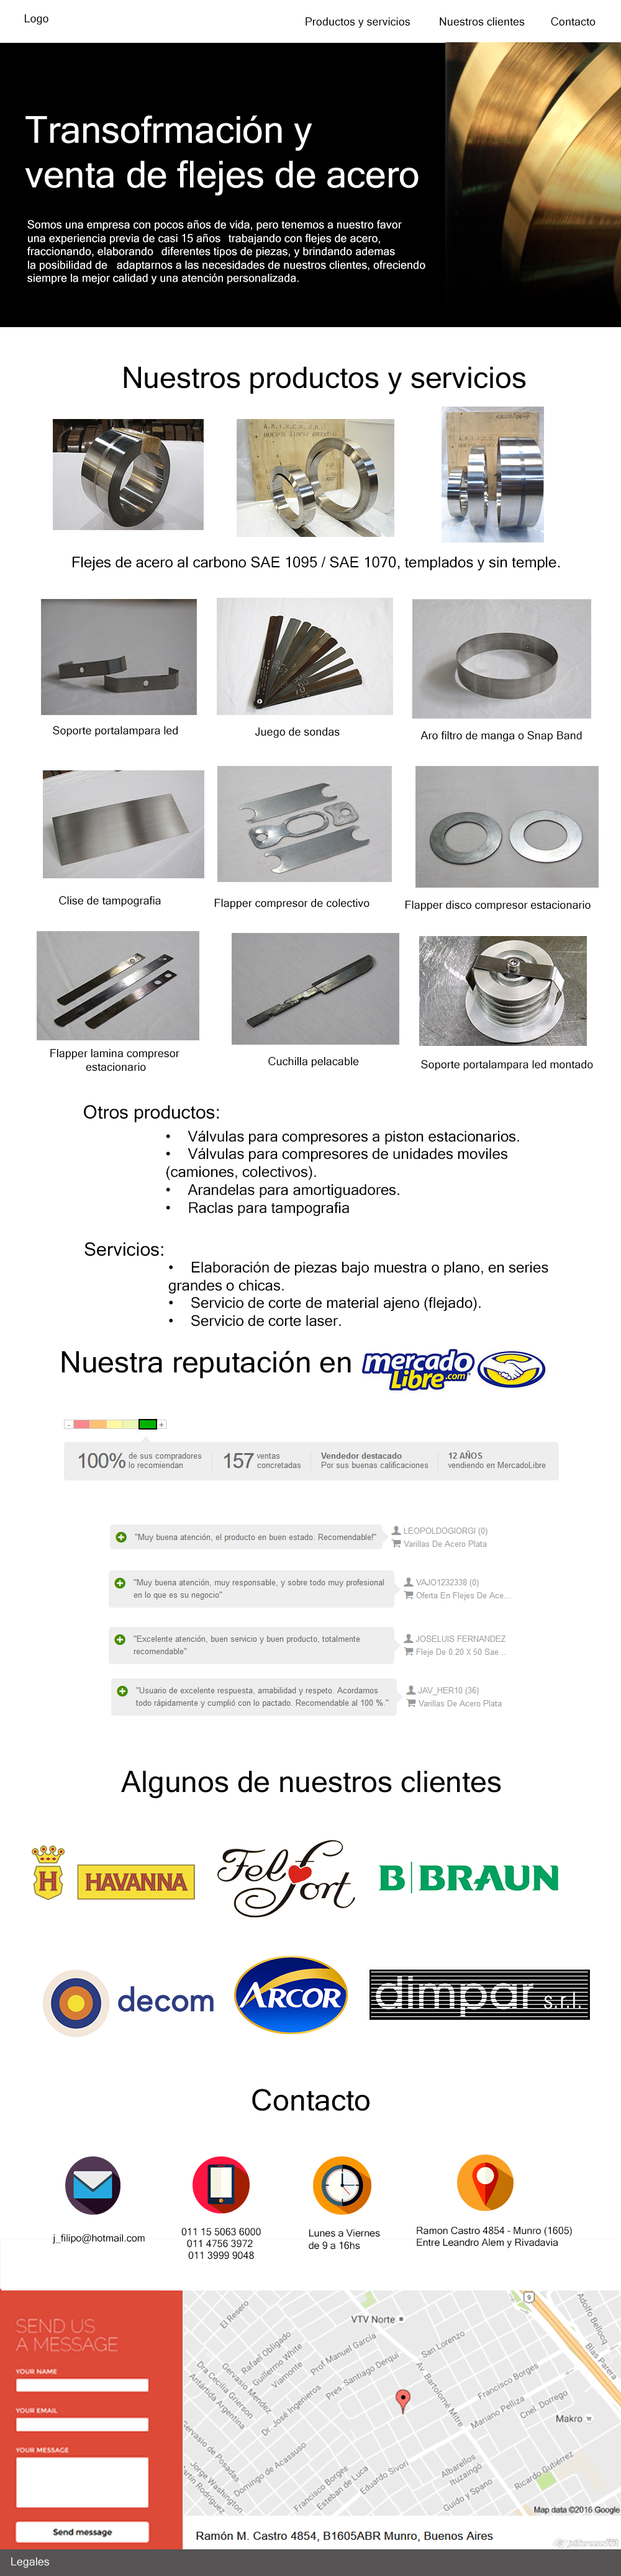 Logo
Productos y servicios
Nuestros clientes
Contacto
Transofrmación y
venta de flejes de acero
Somos una empresa con pocos años de vida, pero tenemos a nuestro favor
una experiencia previa de casi 15 años trabajando con flejes de acero,
fraccionando, elaborando diferentes tipos de piezas, y brindando ademas
la posibilidad de adaptarnos a las necesidades de nuestros clientes, ofreciendo
siempre la mejor calidad y una atención personalizada.
Nuestros productos y servicios
Flejes de acero al carbono SAE 1095 / SAE 1070, templados y sin temple.
Soporte portalampara led
Juego de sondas
Aro filtro de manga o Snap Band
Clise de tampografia
Flapper compresor de colectivo
Flapper disco compresor estacionario
Flapper lamina compresor
estacionario
Cuchilla pelacable
Soporte portalampara led montado
Otros productos:
• Válvulas para compresores a piston estacionarios.
• Válvulas para compresores de unidades moviles
(camiones, colectivos).
• Arandelas para amortiguadores.
• Raclas para tampografia
Servicios:
• Elaboración de piezas bajo muestra o plano, en series
grandes o chicas.
• Servicio de corte de material ajeno (flejado).
• Servicio de corte laser.
Nuestra reputación en
mercado
Libre.com
- +
100% de sus compradores
lo recomiendan
157 ventas
concretadas
Vendedor destacado
Por sus buenas calificaciones
12 AÑOS
vendiendo en MercadoLibre
"Muy buena atención, el producto en buen estado. Recomendable!"
LEOPOLDOGIORGI (0)
Varillas De Acero Plata
"Muy buena atención, muy responsable, y sobre todo muy profesional
en lo que es su negocio"
VAJO1232338 (0)
Oferta En Flejes De Ace...
"Excelente atención, buen servicio y buen producto, totalmente
recomendable"
JOSELUIS FERNANDEZ
Fleje De 0.20 X 50 Sae ...
"Usuario de excelente respuesta, amabilidad y respeto. Acordamos
todo rápidamente y cumplió con lo pactado. Recomendable al 100 %."
JAV_HER10 (36)
Varillas De Acero Plata
Algunos de nuestros clientes
H HAVANNA
Felfort
B BRAUN
decom
ARCOR
dimpar s.r.l.
Contacto
j_filipo@hotmail.com
011 15 5063 6000
011 4756 3972
011 3999 9048
Lunes a Viernes
de 9 a 16hs
Ramon Castro 4854 - Munro (1605)
Entre Leandro Alem y Rivadavia
SEND US
A MESSAGE
YOUR NAME
YOUR EMAIL
YOUR MESSAGE
Send message
9
El Resero
VTV Norte
Adolfo Bellocq
Blas Parera
Rafael Obligado
Guillermo White
Viamonte
Prof Manuel García
San Lorenzo
Gervasio Mendez
Dra Cecilia Grierson
Antártida Argentina
Dr. José Ingenieros
Pres. Santiago Derqui
Av. Bartolomé Mitre
Francisco Borges
Mariano Pelliza
Cnel. Dorrego
Makro
Gervasio de Posadas
Jorge Washington
Domingo de Acassuso
Francisco Borges
Esteban de Luca
Eduardo Sivori
Albarellos
Ituzaingó
Guido y Spano
Ricardo Gutiérrez
Map data ©2016 Google
Ramón M. Castro 4854, B1605ABR Munro, Buenos Aires
Legales